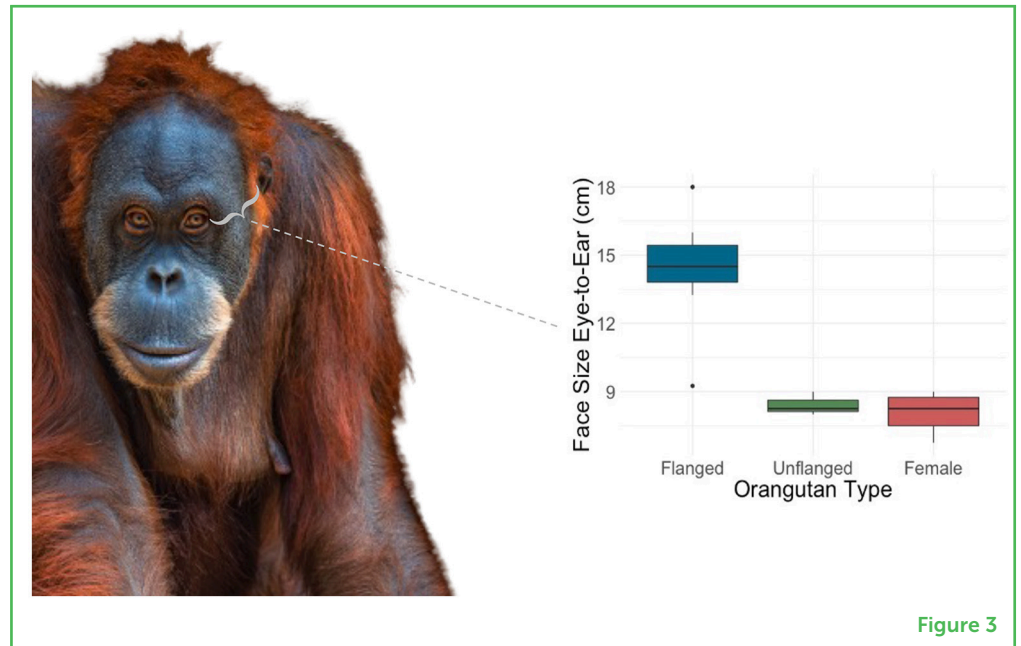 Face Size Eye-to-Ear (cm)
18
15
12
9
Flanged Unflanged Female
Orangutan Type
Figure 3